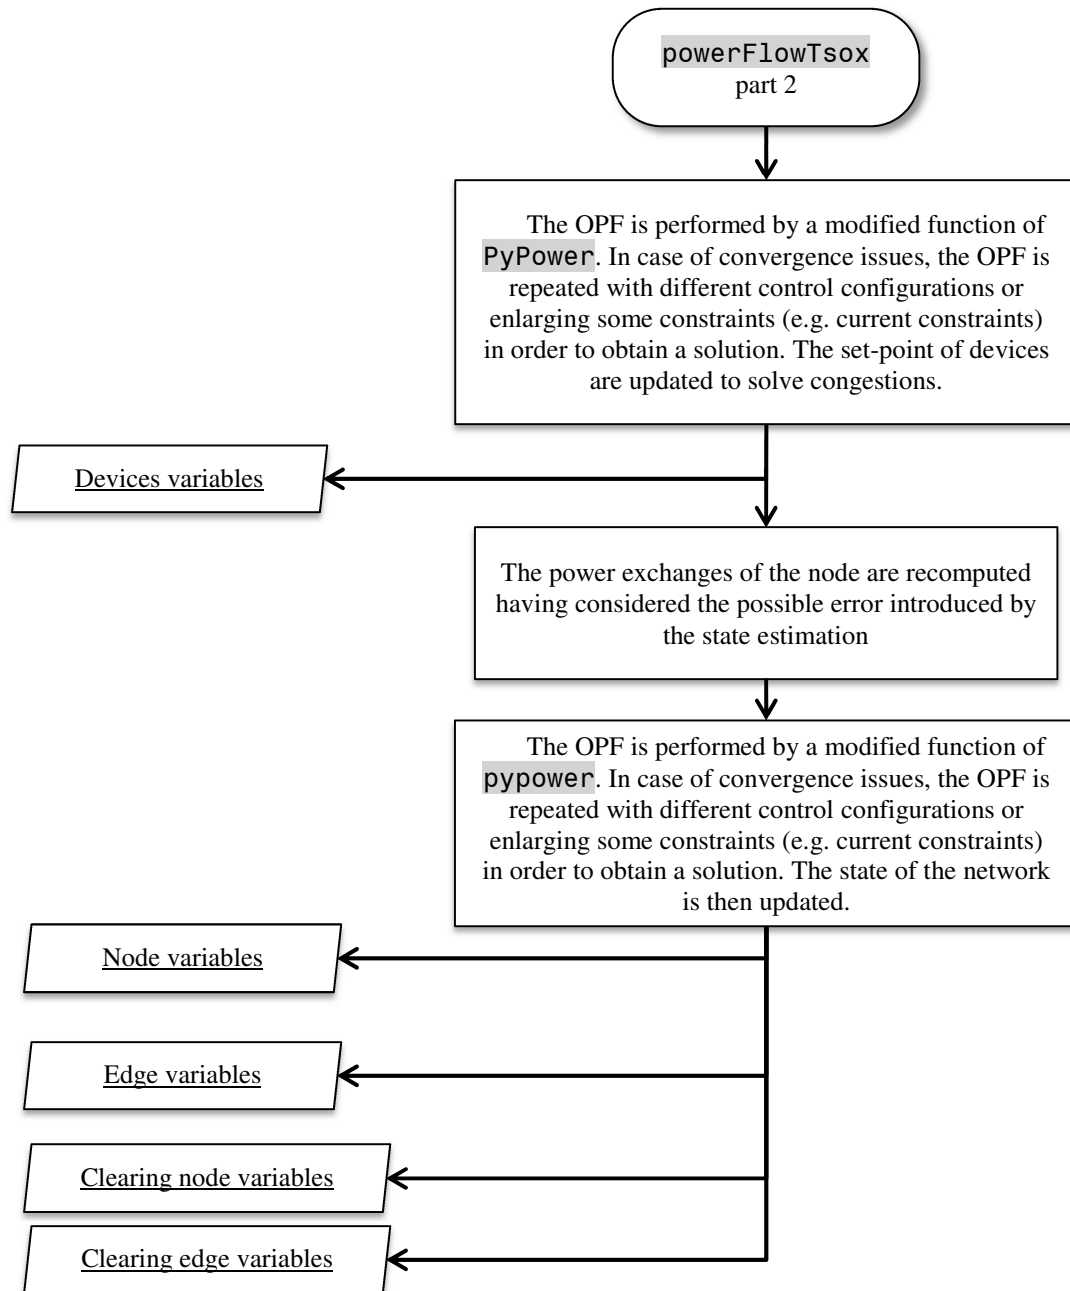 powerFlowTsox
part 2
The OPF is performed by a modified function of
PyPower. In case of convergence issues, the OPF is
repeated with different control configurations or
enlarging some constraints (e.g. current constraints)
in order to obtain a solution. The set-point of devices
are updated to solve congestions.
Devices variables
The power exchanges of the node are recomputed
having considered the possible error introduced by
the state estimation
The OPF is performed by a modified function of
pypower. In case of convergence issues, the OPF is
repeated with different control configurations or
enlarging some constraints (e.g. current constraints)
in order to obtain a solution. The state of the network
is then updated.
Node variables
Edge variables
Clearing node variables
Clearing edge variables